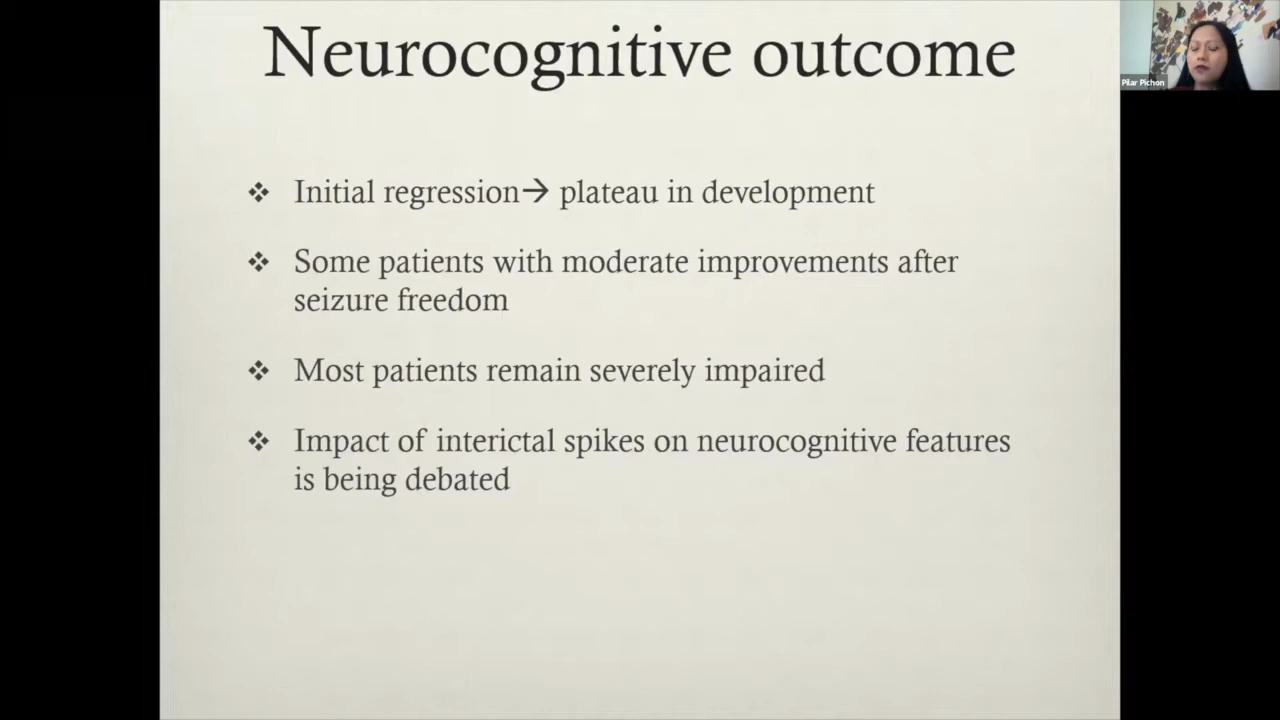 Neurocognitive outcome
Pilar Pichon
❖ Initial regression→ plateau in development
❖ Some patients with moderate improvements after
seizure freedom
❖ Most patients remain severely impaired
❖ Impact of interictal spikes on neurocognitive features
is being debated